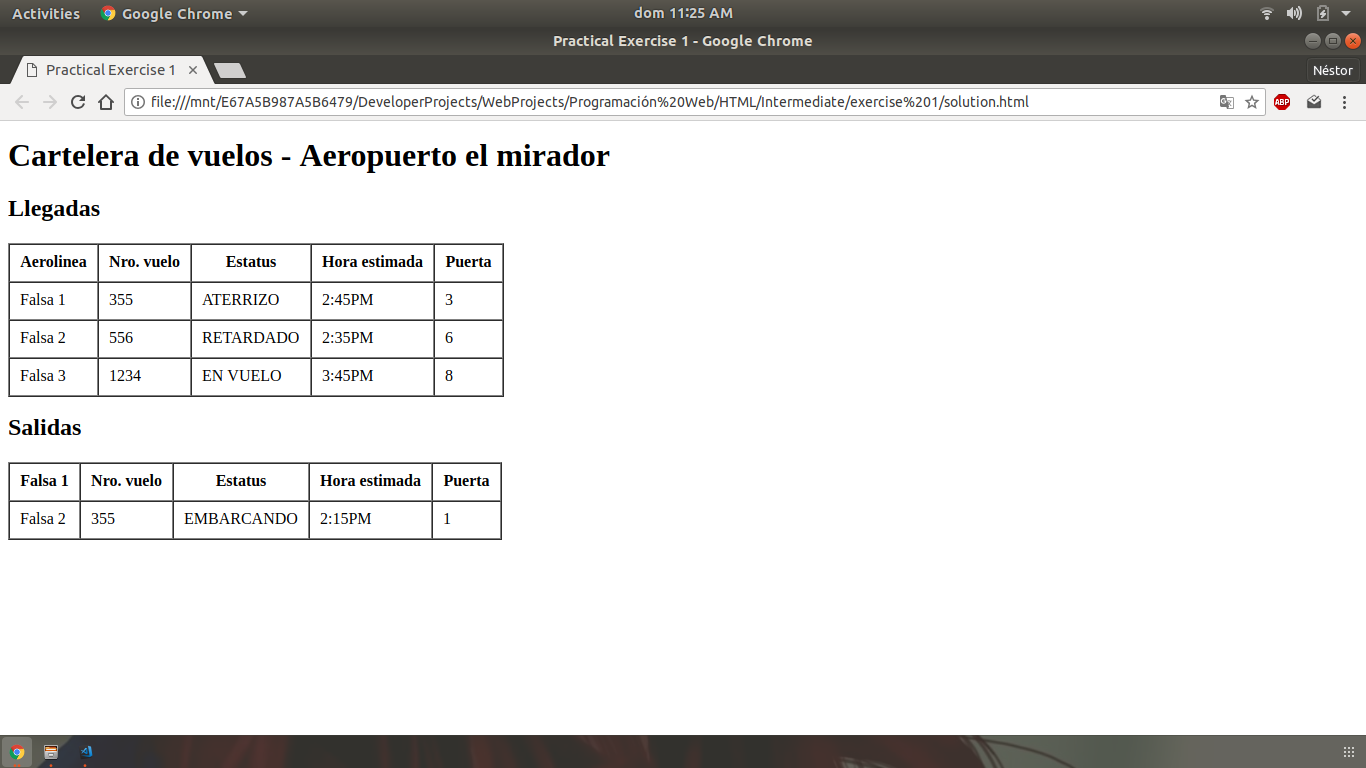 Activities Google Chrome dom 11:25 AM
Practical Exercise 1 - Google Chrome
Practical Exercise 1 Néstor
file:///mnt/E67A5B987A5B6479/DeveloperProjects/WebProjects/Programación%20Web/HTML/Intermediate/exercise%201/solution.html ABP
Cartelera de vuelos - Aeropuerto el mirador
Llegadas
Aerolinea Nro. vuelo Estatus Hora estimada Puerta
Falsa 1 355 ATERRIZO 2:45PM 3
Falsa 2 556 RETARDADO 2:35PM 6
Falsa 3 1234 EN VUELO 3:45PM 8
Salidas
Falsa 1 Nro. vuelo Estatus Hora estimada Puerta
Falsa 2 355 EMBARCANDO 2:15PM 1